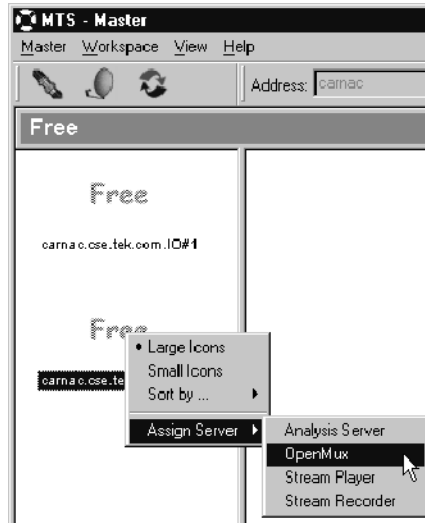 MTS - Master
Master Workspace View Help
Address: carnac
Free
Free
carnac.cse.tek.com.IO#1
Free
carnac.cse.te
Large Icons
Small Icons
Sort by ...
Assign Server
Analysis Server
OpenMux
Stream Player
Stream Recorder